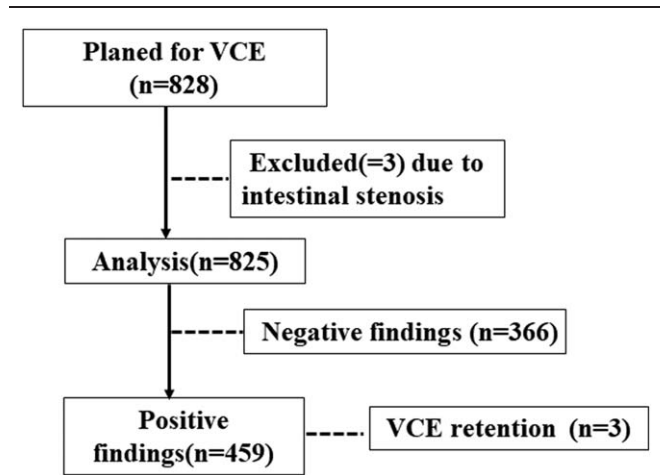 Planed for VCE
(n=828)
Excluded(=3) due to
intestinal stenosis
Analysis(n=825)
Negative findings (n=366)
Positive
findings(n=459)
VCE retention (n=3)